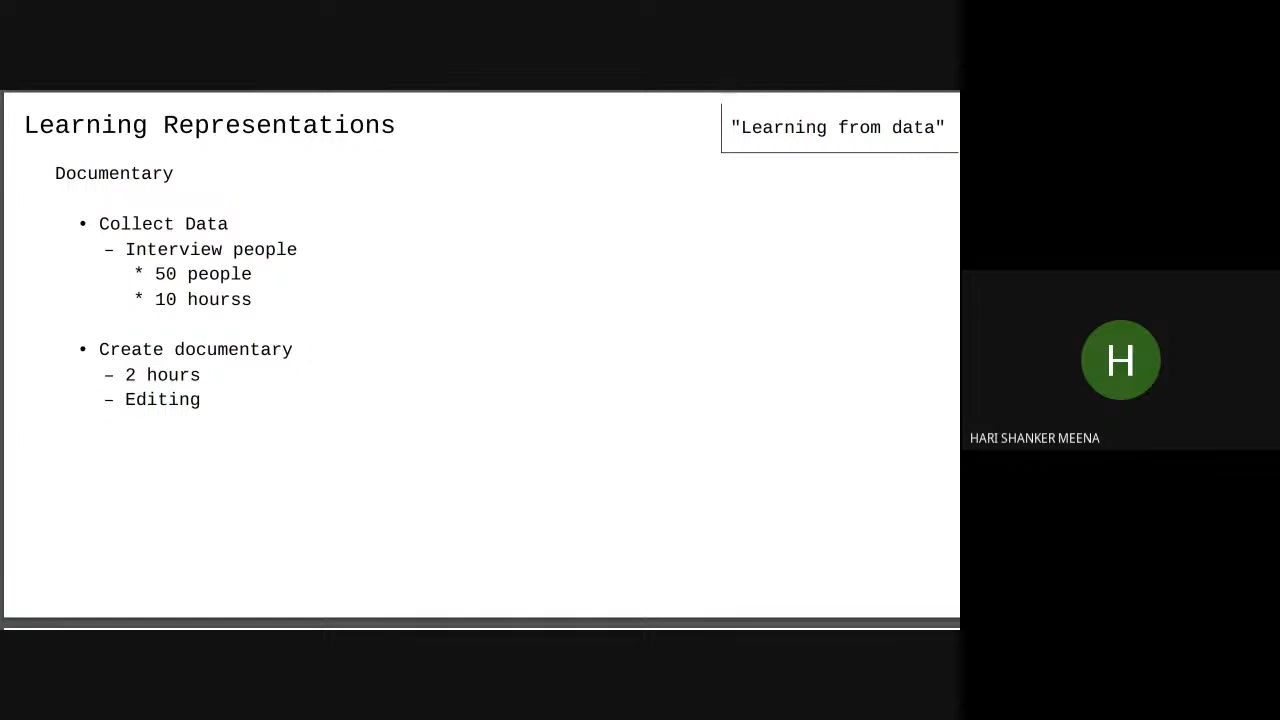 Learning Representations
"Learning from data"
Documentary
• Collect Data
– Interview people
* 50 people
* 10 hourss
• Create documentary
– 2 hours
– Editing
H
HARI SHANKER MEENA